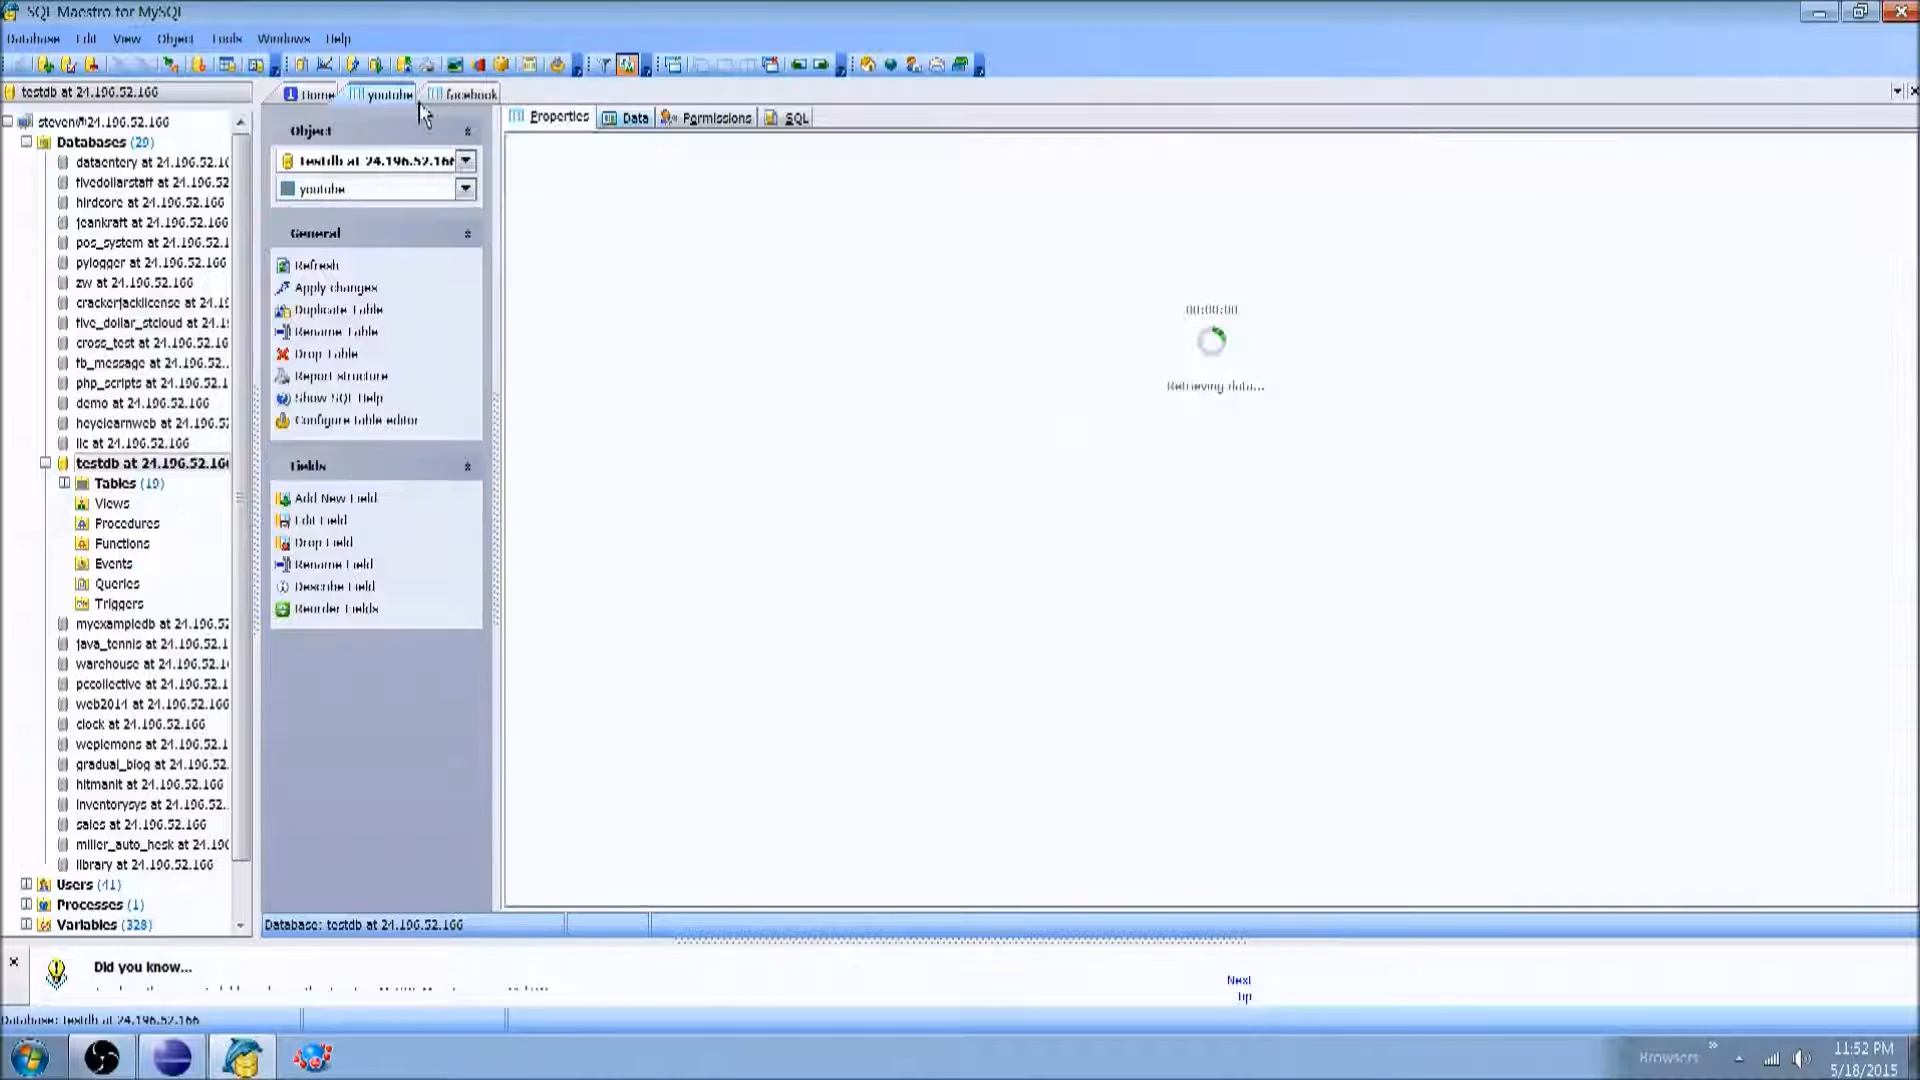 SQL Maestro for MySQL
Database Edit View Object Tools Windows Help
testdb at 24.196.52.166
Home youtube facebook
steven@24.196.52.166
Databases (29)
dataentery at 24.196.52.1
fivedollarstaff at 24.196.52
hirdcore at 24.196.52.166
jeankraft at 24.196.52.166
pos_system at 24.196.52.1
pylogger at 24.196.52.166
zw at 24.196.52.166
crackerjacklicense at 24.19
five_dollar_stcloud at 24.1
cross_test at 24.196.52.16
fb_message at 24.196.52...
php_scripts at 24.196.52.1
demo at 24.196.52.166
heyelearnweb at 24.196.5
llc at 24.196.52.166
testdb at 24.196.52.16
Tables (19)
Views
Procedures
Functions
Events
Queries
Triggers
myexampledb at 24.196.52
java_tennis at 24.196.52.1
warehouse at 24.196.52.1
pccollective at 24.196.52.1
web2014 at 24.196.52.166
clock at 24.196.52.166
weplemons at 24.196.52.1
gradual_blog at 24.196.52.
hitmanit at 24.196.52.166
inventorysys at 24.196.52..
sales at 24.196.52.166
miller_auto_hesk at 24.19
library at 24.196.52.166
Users (41)
Processes (1)
Variables (328)
Object
testdb at 24.196.52.166
youtube
General
Refresh
Apply changes
Duplicate Table
Rename Table
Drop Table
Report structure
Show SQL Help
Configure table editor
Fields
Add New Field
Edit Field
Drop Field
Rename Field
Describe Field
Reorder Fields
Properties Data Permissions SQL
00:00:00
Retrieving data...
Database: testdb at 24.196.52.166
Did you know...
Next
Tip
Database: testdb at 24.196.52.166
Browsers
11:52 PM
5/18/2015